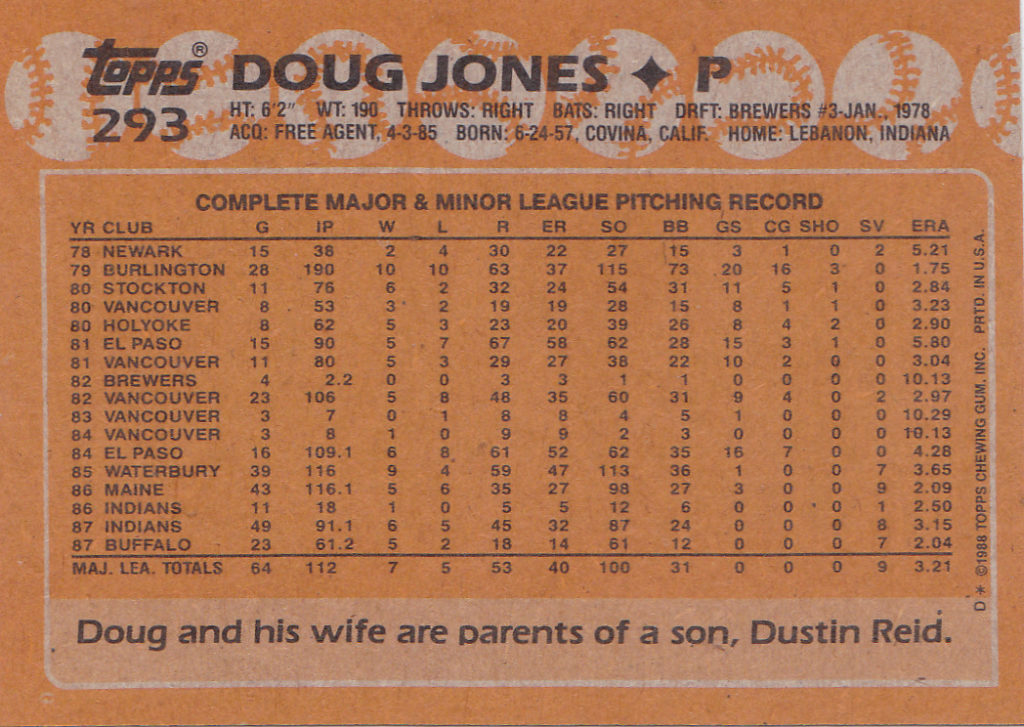 topps® DOUG JONES ✦ P
293 HT: 6'2" WT: 190 THROWS: RIGHT BATS: RIGHT DRFT: BREWERS #3-JAN., 1978
ACQ: FREE AGENT, 4-3-85 BORN: 6-24-57, COVINA, CALIF. HOME: LEBANON, INDIANA
COMPLETE MAJOR & MINOR LEAGUE PITCHING RECORD
YR CLUB G IP W L R ER SO BB GS CG SHO SV ERA
78 NEWARK 15 38 2 4 30 22 27 15 3 1 0 2 5.21
79 BURLINGTON 28 190 10 10 63 37 115 73 20 16 3 0 1.75
80 STOCKTON 11 76 6 2 32 24 54 31 11 5 1 0 2.84
80 VANCOUVER 8 53 3 2 19 19 28 15 8 1 1 0 3.23
80 HOLYOKE 8 62 5 3 23 20 39 26 8 4 2 0 2.90
81 EL PASO 15 90 5 7 67 58 62 28 15 3 1 0 5.80
81 VANCOUVER 11 80 5 3 29 27 38 22 10 2 0 0 3.04
82 BREWERS 4 2.2 0 0 3 3 1 1 0 0 0 0 10.13
82 VANCOUVER 23 106 5 8 48 35 60 31 9 4 0 2 2.97
83 VANCOUVER 3 7 0 1 8 8 4 5 1 0 0 0 10.29
84 VANCOUVER 3 8 1 0 9 9 2 3 0 0 0 0 10.13
84 EL PASO 16 109.1 6 8 61 52 62 35 16 7 0 0 4.28
85 WATERBURY 39 116 9 4 59 47 113 36 1 0 0 7 3.65
86 MAINE 43 116.1 5 6 35 27 98 27 3 0 0 9 2.09
86 INDIANS 11 18 1 0 5 5 12 6 0 0 0 1 2.50
87 INDIANS 49 91.1 6 5 45 32 87 24 0 0 0 8 3.15
87 BUFFALO 23 61.2 5 2 18 14 61 12 0 0 0 7 2.04
MAJ. LEA. TOTALS 64 112 7 5 53 40 100 31 0 0 0 9 3.21
D * ©1988 TOPPS CHEWING GUM, INC. PRTD. IN U.S.A.
Doug and his wife are parents of a son, Dustin Reid.